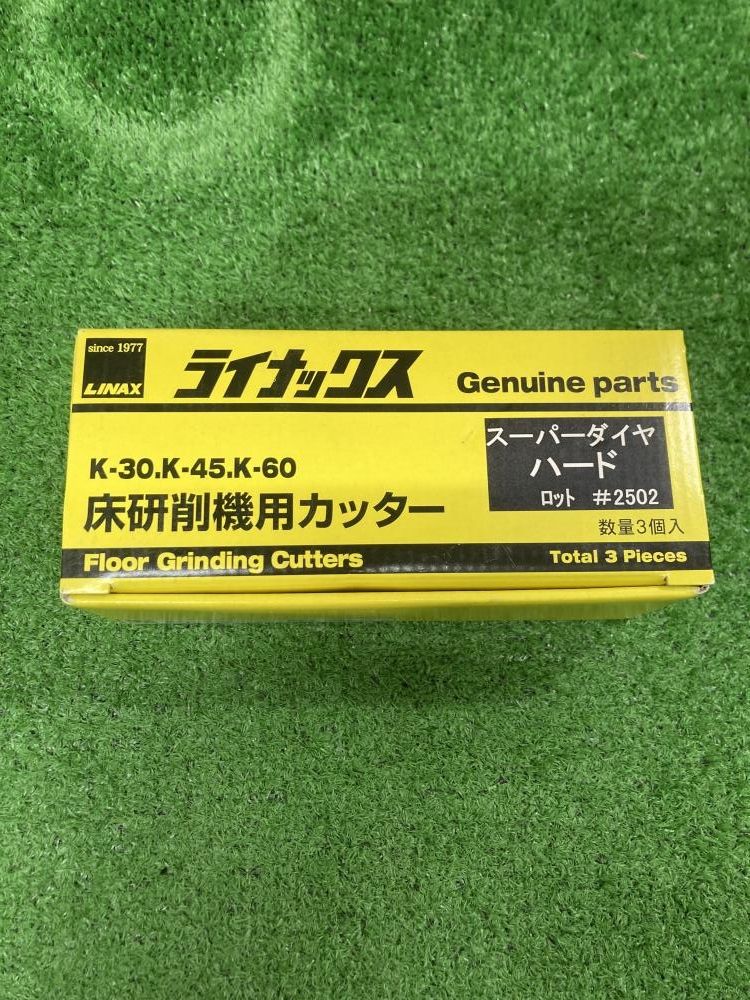 since 1977
LINAX
ライナックス
Genuine parts
K-30.K-45.K-60
床研削機用カッター
スーパーダイヤ
ハード
ロット #2502
数量3個入
Floor Grinding Cutters
Total 3 Pieces